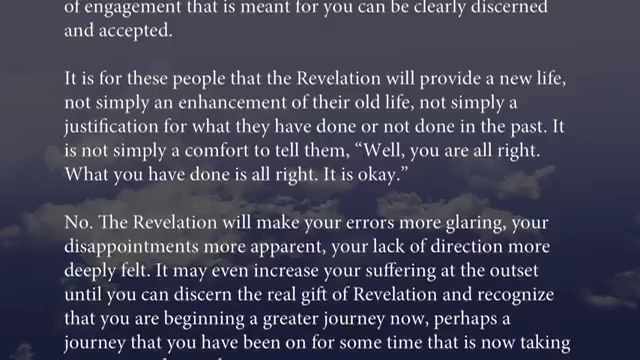 of engagement that is meant for you can be clearly discerned
and accepted.
It is for these people that the Revelation will provide a new life,
not simply an enhancement of their old life, not simply a
justification for what they have done or not done in the past. It
is not simply a comfort to tell them, “Well, you are all right.
What you have done is all right. It is okay.”
No. The Revelation will make your errors more glaring, your
disappointments more apparent, your lack of direction more
deeply felt. It may even increase your suffering at the outset
until you can discern the real gift of Revelation and recognize
that you are beginning a greater journey now, perhaps a
journey that you have been on for some time that is now taking